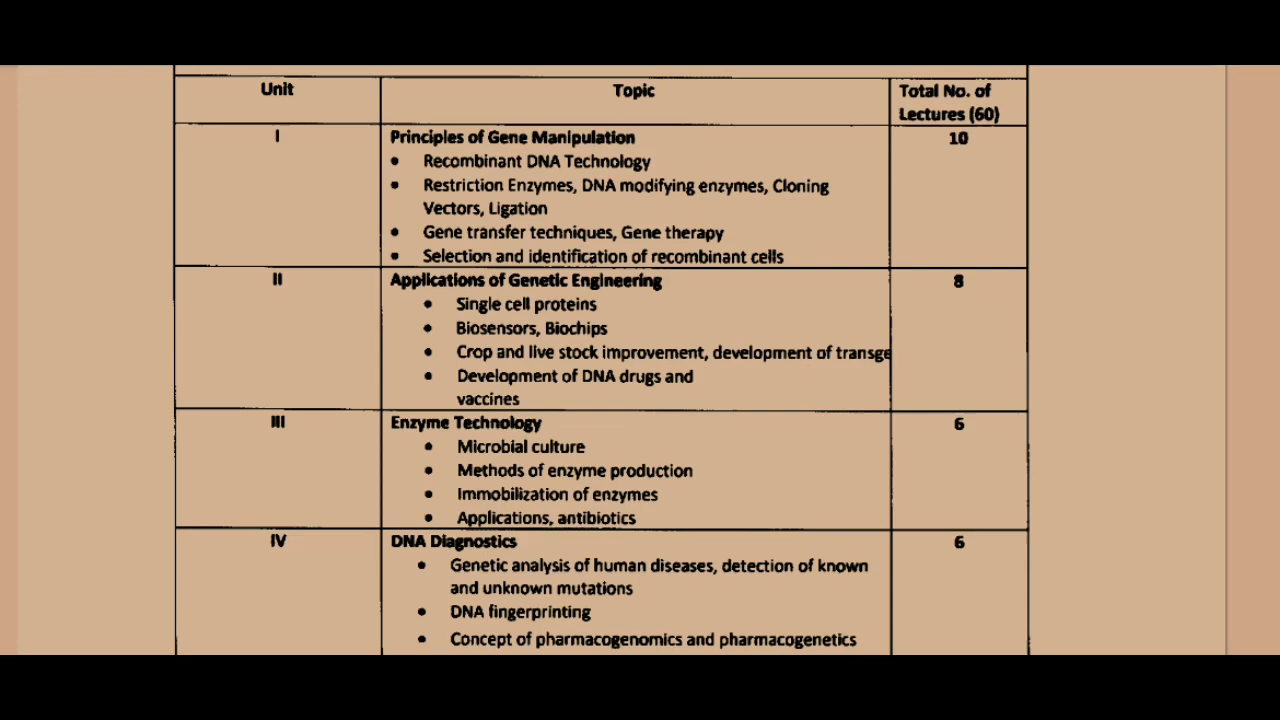 Unit
Topic
Total No. of
Lectures (60)
I
Principles of Gene Manipulation
10
• Recombinant DNA Technology
• Restriction Enzymes, DNA modifying enzymes, Cloning
Vectors, Ligation
• Gene transfer techniques, Gene therapy
• Selection and identification of recombinant cells
II
Applications of Genetic Engineering
8
• Single cell proteins
• Biosensors, Biochips
• Crop and live stock improvement, development of transge
• Development of DNA drugs and
vaccines
III
Enzyme Technology
6
• Microbial culture
• Methods of enzyme production
• Immobilization of enzymes
• Applications, antibiotics
IV
DNA Diagnostics
6
• Genetic analysis of human diseases, detection of known
and unknown mutations
• DNA fingerprinting
• Concept of pharmacogenomics and pharmacogenetics